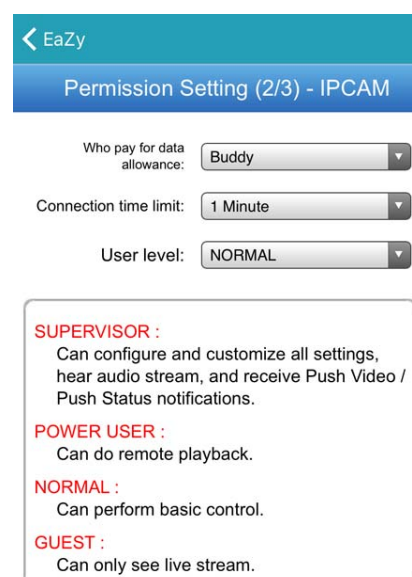 EaZy
Permission Setting (2/3) - IPCAM
Who pay for data
allowance:
Buddy
Connection time limit:
1 Minute
User level:
NORMAL
SUPERVISOR :
Can configure and customize all settings,
hear audio stream, and receive Push Video /
Push Status notifications.
POWER USER :
Can do remote playback.
NORMAL :
Can perform basic control.
GUEST :
Can only see live stream.